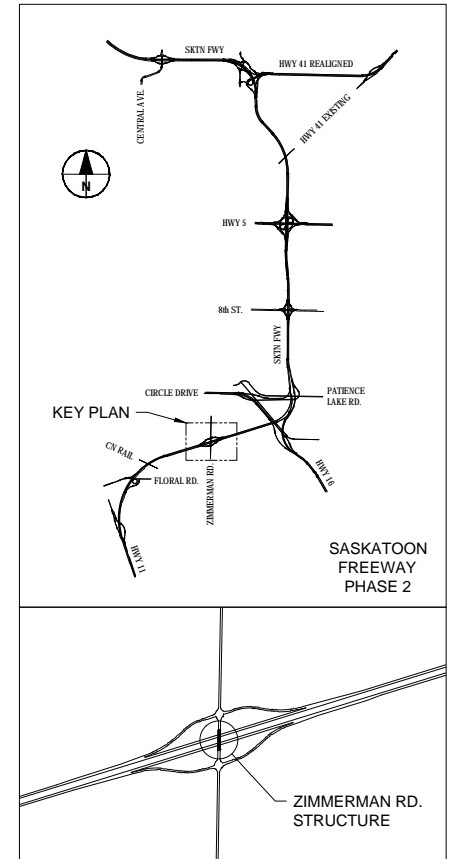 SKTN FWY
HWY 41 REALIGNED
CENTRAL AVE.
HWY 41 EXISTING
N
HWY 5
8th ST.
SKTN FWY
CIRCLE DRIVE
PATIENCE
LAKE RD.
KEY PLAN
CN RAIL
FLORAL RD.
ZIMMERMAN RD.
HWY 16
HWY 11
SASKATOON
FREEWAY
PHASE 2
ZIMMERMAN RD.
STRUCTURE